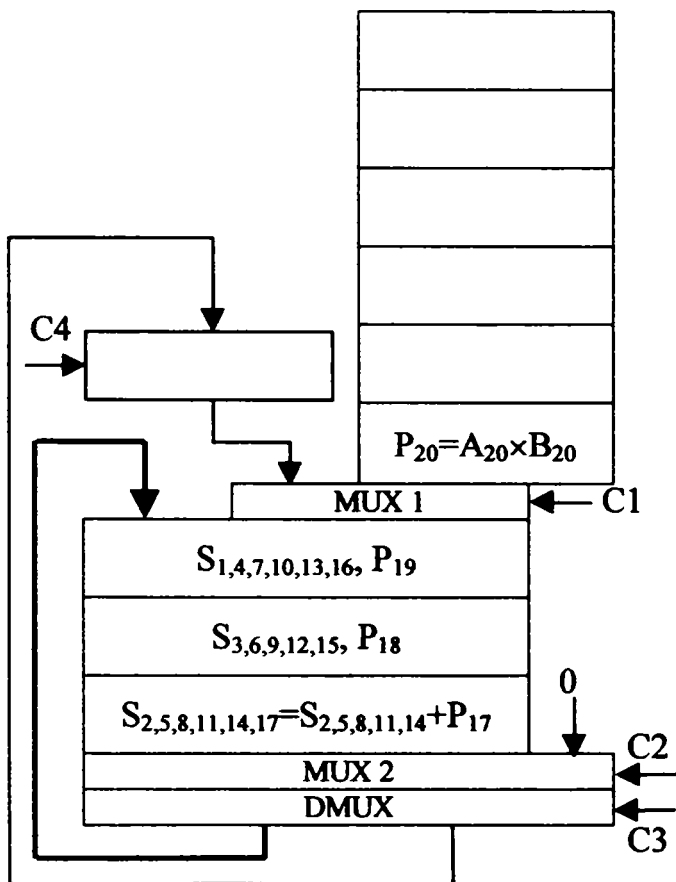 C4
P₂₀=A₂₀×B₂₀
MUX 1
C1
S₁,₄,₇,₁₀,₁₃,₁₆, P₁₉
S₃,₆,₉,₁₂,₁₅, P₁₈
0
S₂,₅,₈,₁₁,₁₄,₁₇=S₂,₅,₈,₁₁,₁₄+P₁₇
MUX 2
C2
DMUX
C3